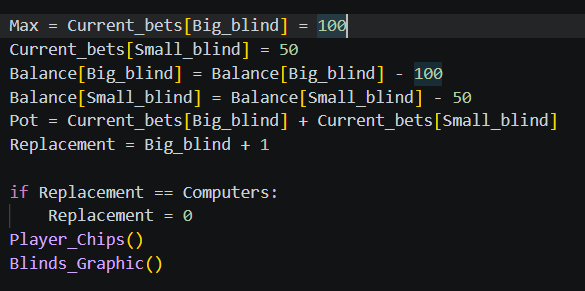 Max = Current_bets[Big_blind] = 100
Current_bets[Small_blind] = 50
Balance[Big_blind] = Balance[Big_blind] - 100
Balance[Small_blind] = Balance[Small_blind] - 50
Pot = Current_bets[Big_blind] + Current_bets[Small_blind]
Replacement = Big_blind + 1

if Replacement == Computers:
    Replacement = 0
Player_Chips()
Blinds_Graphic()